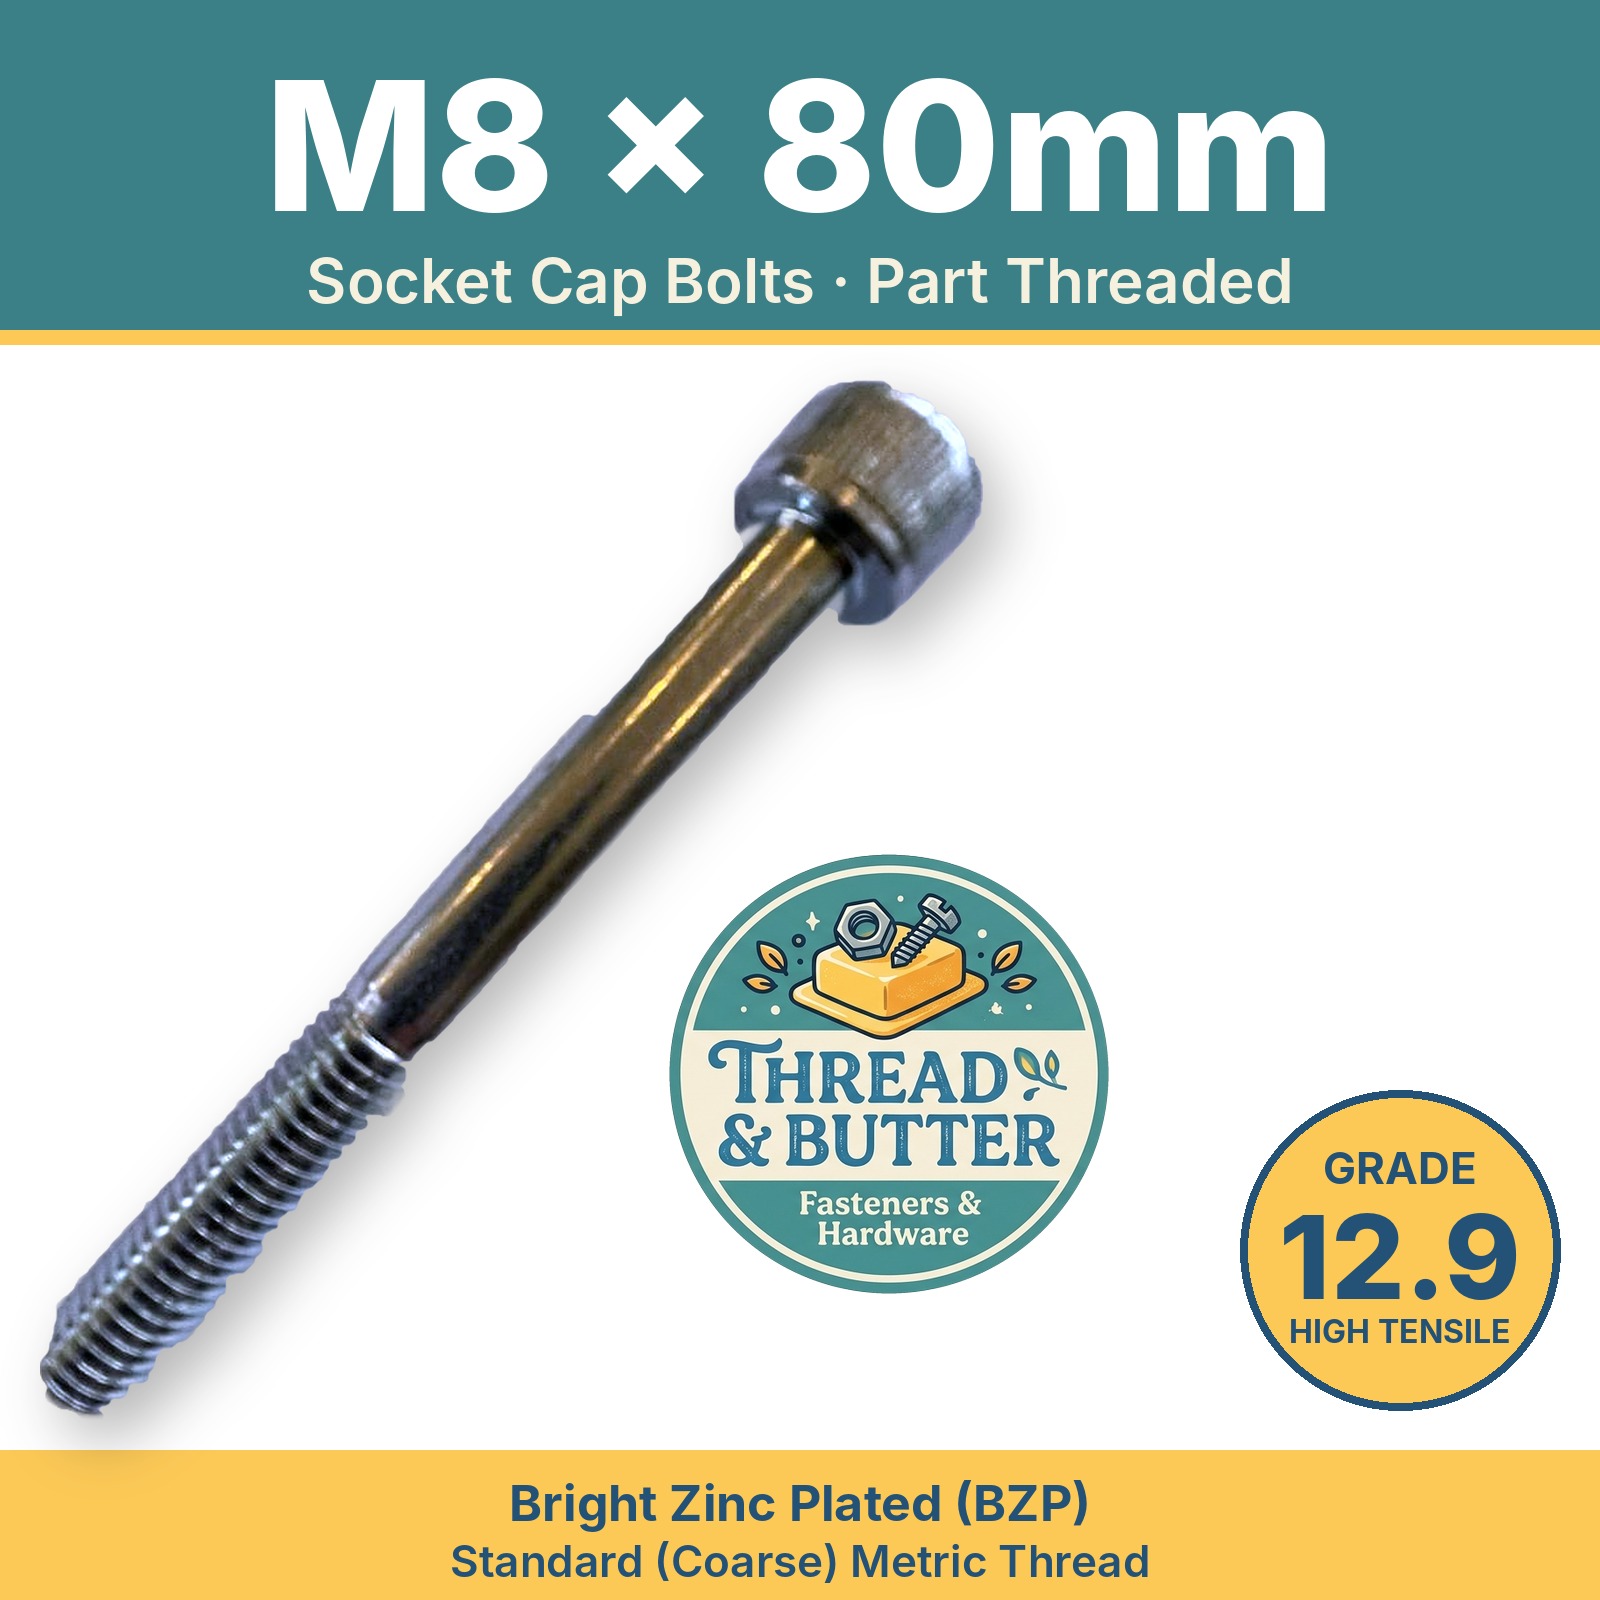 M8 × 80mm
Socket Cap Bolts · Part Threaded
THREAD
& BUTTER
Fasteners &
Hardware
GRADE
12.9
HIGH TENSILE
Bright Zinc Plated (BZP)
Standard (Coarse) Metric Thread